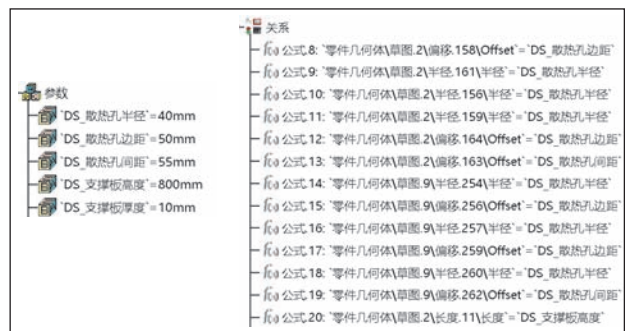 参数
`DS_散热孔半径`=40mm
`DS_散热孔边距`=50mm
`DS_散热孔间距`=55mm
`DS_支撑板高度`=800mm
`DS_支撑板厚度`=10mm
关系
f(x) 公式.8: `零件几何体\草图.2\偏移.158\Offset`=`DS_散热孔边距`
f(x) 公式.9: `零件几何体\草图.2\半径.161\半径`=`DS_散热孔半径`
f(x) 公式.10: `零件几何体\草图.2\半径.156\半径`=`DS_散热孔半径`
f(x) 公式.11: `零件几何体\草图.2\半径.159\半径`=`DS_散热孔半径`
f(x) 公式.12: `零件几何体\草图.2\偏移.164\Offset`=`DS_散热孔边距`
f(x) 公式.13: `零件几何体\草图.2\偏移.163\Offset`=`DS_散热孔间距`
f(x) 公式.14: `零件几何体\草图.9\半径.254\半径`=`DS_散热孔半径`
f(x) 公式.15: `零件几何体\草图.9\偏移.256\Offset`=`DS_散热孔边距`
f(x) 公式.16: `零件几何体\草图.9\半径.257\半径`=`DS_散热孔半径`
f(x) 公式.17: `零件几何体\草图.9\偏移.259\Offset`=`DS_散热孔边距`
f(x) 公式.18: `零件几何体\草图.9\半径.260\半径`=`DS_散热孔半径`
f(x) 公式.19: `零件几何体\草图.9\偏移.262\Offset`=`DS_散热孔间距`
f(x) 公式.20: `零件几何体\草图.2\长度.11\长度`=`DS_支撑板高度`